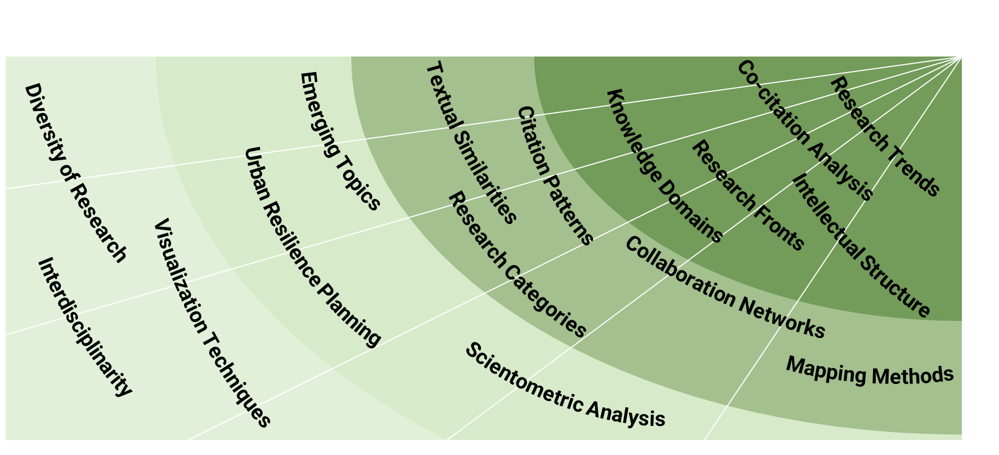 Diversity of Research
Interdisciplinarity
Visualization Techniques
Urban Resilience Planning
Emerging Topics
Textual Similarities
Research Categories
Citation Patterns
Scientometric Analysis
Knowledge Domains
Collaboration Networks
Research Fronts
Co-citation Analysis
Intellectual Structure
Research Trends
Mapping Methods